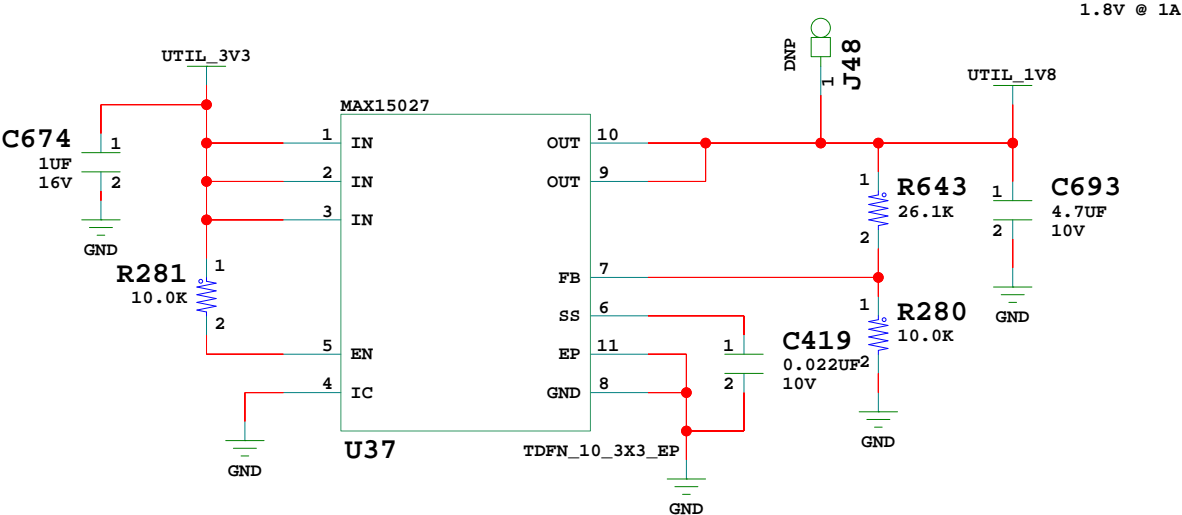 1.8V @ 1A
UTIL_3V3
DNP
J48
1
UTIL_1V8
MAX15027
C674
1UF
16V
1
2
GND
1 IN
2 IN
3 IN
5 EN
4 IC
OUT 10
OUT 9
FB 7
SS 6
EP 11
GND 8
R281
10.0K
1
2
GND
U37
TDFN_10_3X3_EP
GND
C419
0.022UF
10V
1
2
R643
26.1K
1
2
R280
10.0K
1
2
GND
C693
4.7UF
10V
1
2
GND